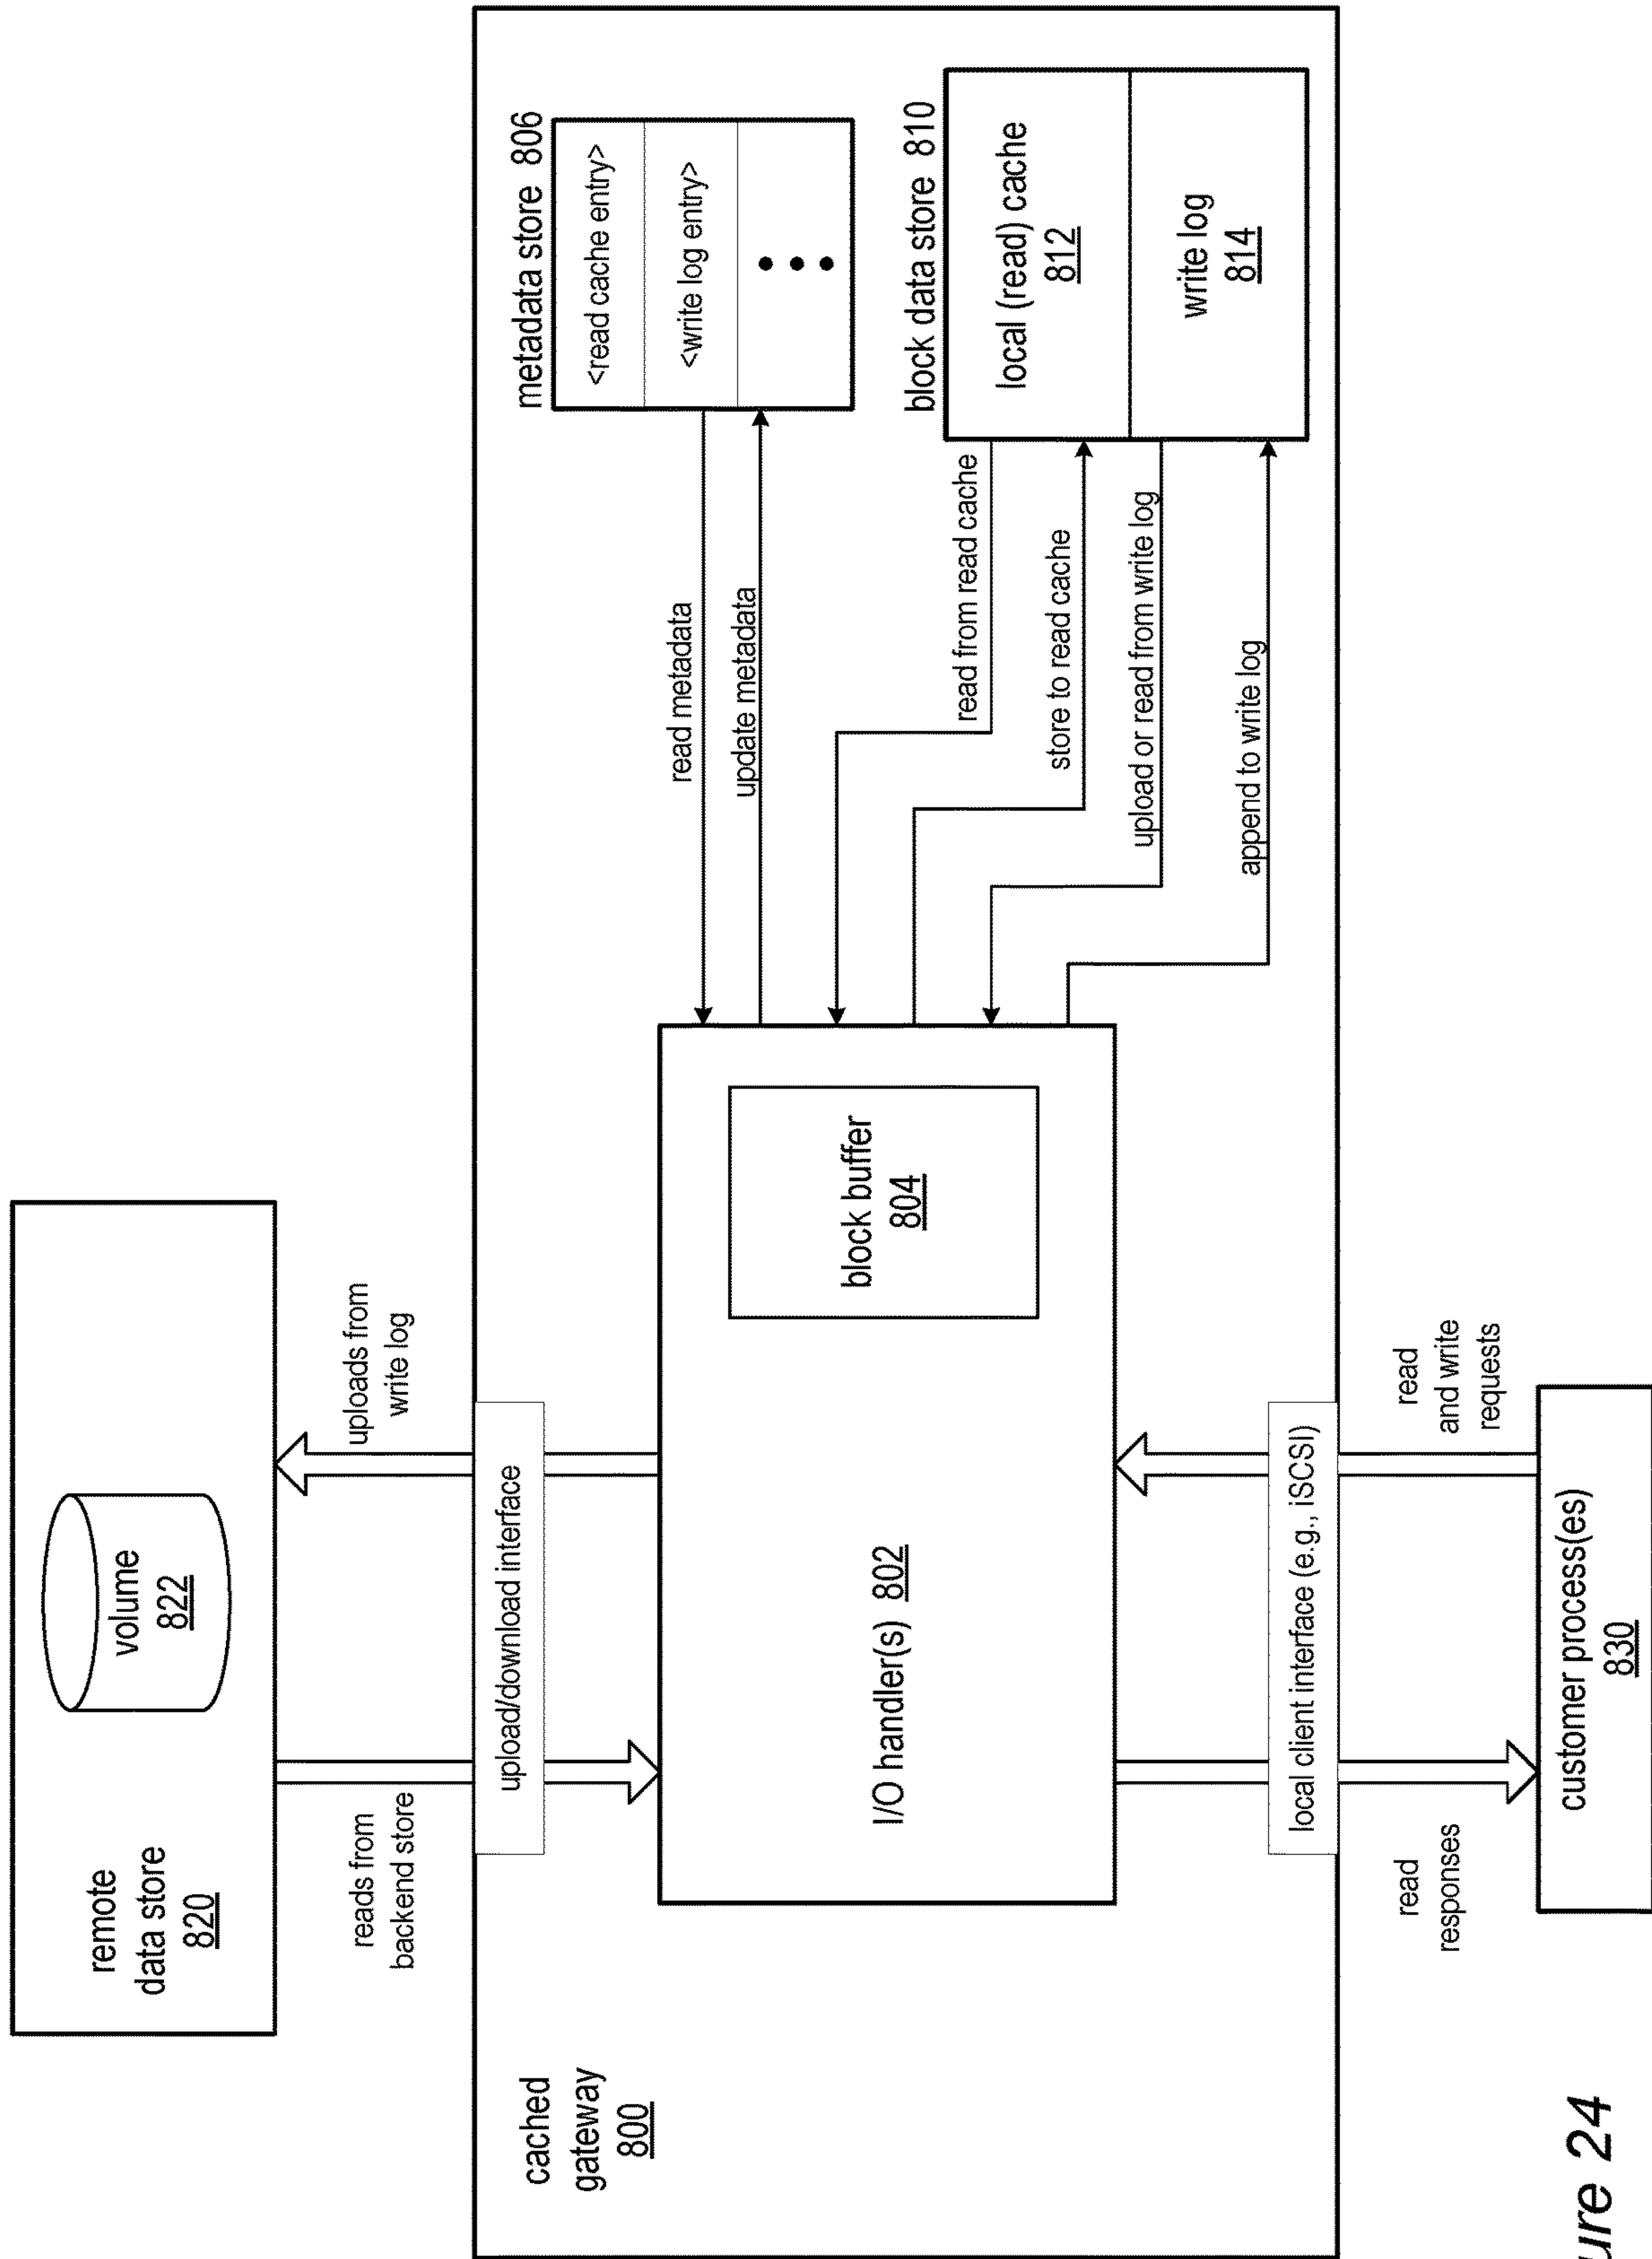 remote
data store
820
volume
822
reads from
backend store
uploads from
write log
cached
gateway
800
upload/download interface
I/O handler(s) 802
block buffer
804
local client interface (e.g., iSCSI)
metadata store 806
<read cache entry>
<write log entry>
read metadata
update metadata
block data store 810
local (read) cache
812
write log
814
read from read cache
store to read cache
upload or read from write log
append to write log
read
responses
read
and write
requests
customer process(es)
830
ure 24